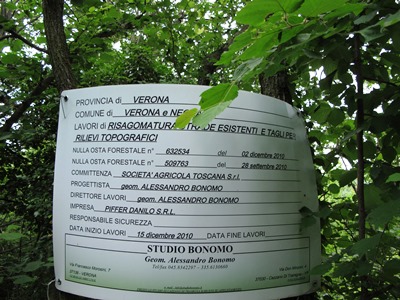 PROVINCIA di VERONA
COMUNE di VERONA e NE
LAVORI di RISAGOMATURA STRADE ESISTENTI E TAGLI PER
RILIEVI TOPOGRAFICI
NULLA OSTA FORESTALE n° 632534 del 02 dicembre 2010
NULLA OSTA FORESTALE n° 509763 del 28 settembre 2010
COMMITTENZA SOCIETA' AGRICOLA TOSCANA S.r.l.
PROGETTISTA geom. ALESSANDRO BONOMO
DIRETTORE LAVORI geom. ALESSANDRO BONOMO
IMPRESA PIFFER DANILO S.R.L.
RESPONSABILE SICUREZZA
DATA INIZIO LAVORI 15 dicembre 2010 DATA FINE LAVORI
STUDIO BONOMO
Geom. Alessandro Bonomo